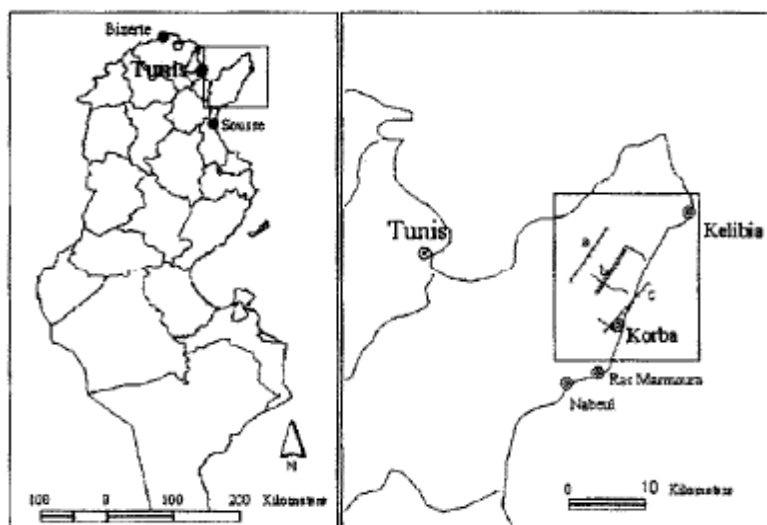 Bizerte
Tunis
Sousse
N
100 0 100 200 Kilometers
Tunis
Kelibia
a
c
Korba
Ras Marmoura
Nabeul
0 10 Kilometers